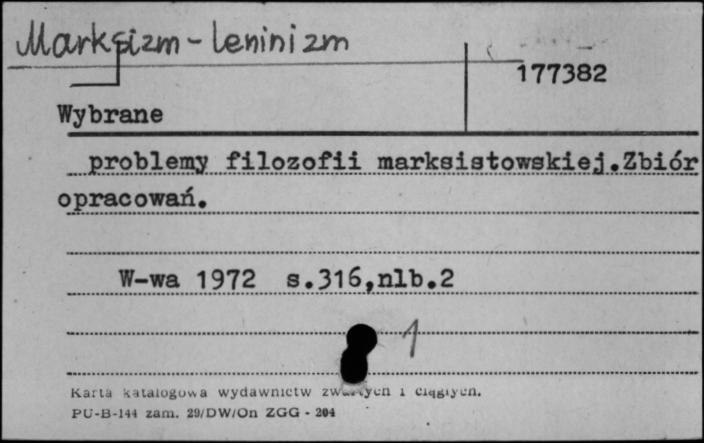 Marksizm - leninizm
177382
Wybrane
problemy filozofii marksistowskiej.Zbiór
opracowań.
W-wa 1972 s.316,nlb.2
1
Karta katalogowa wydawnictw zwartych i ciągłych.
PU-B-144 zam. 29/DW/On ZGG - 204